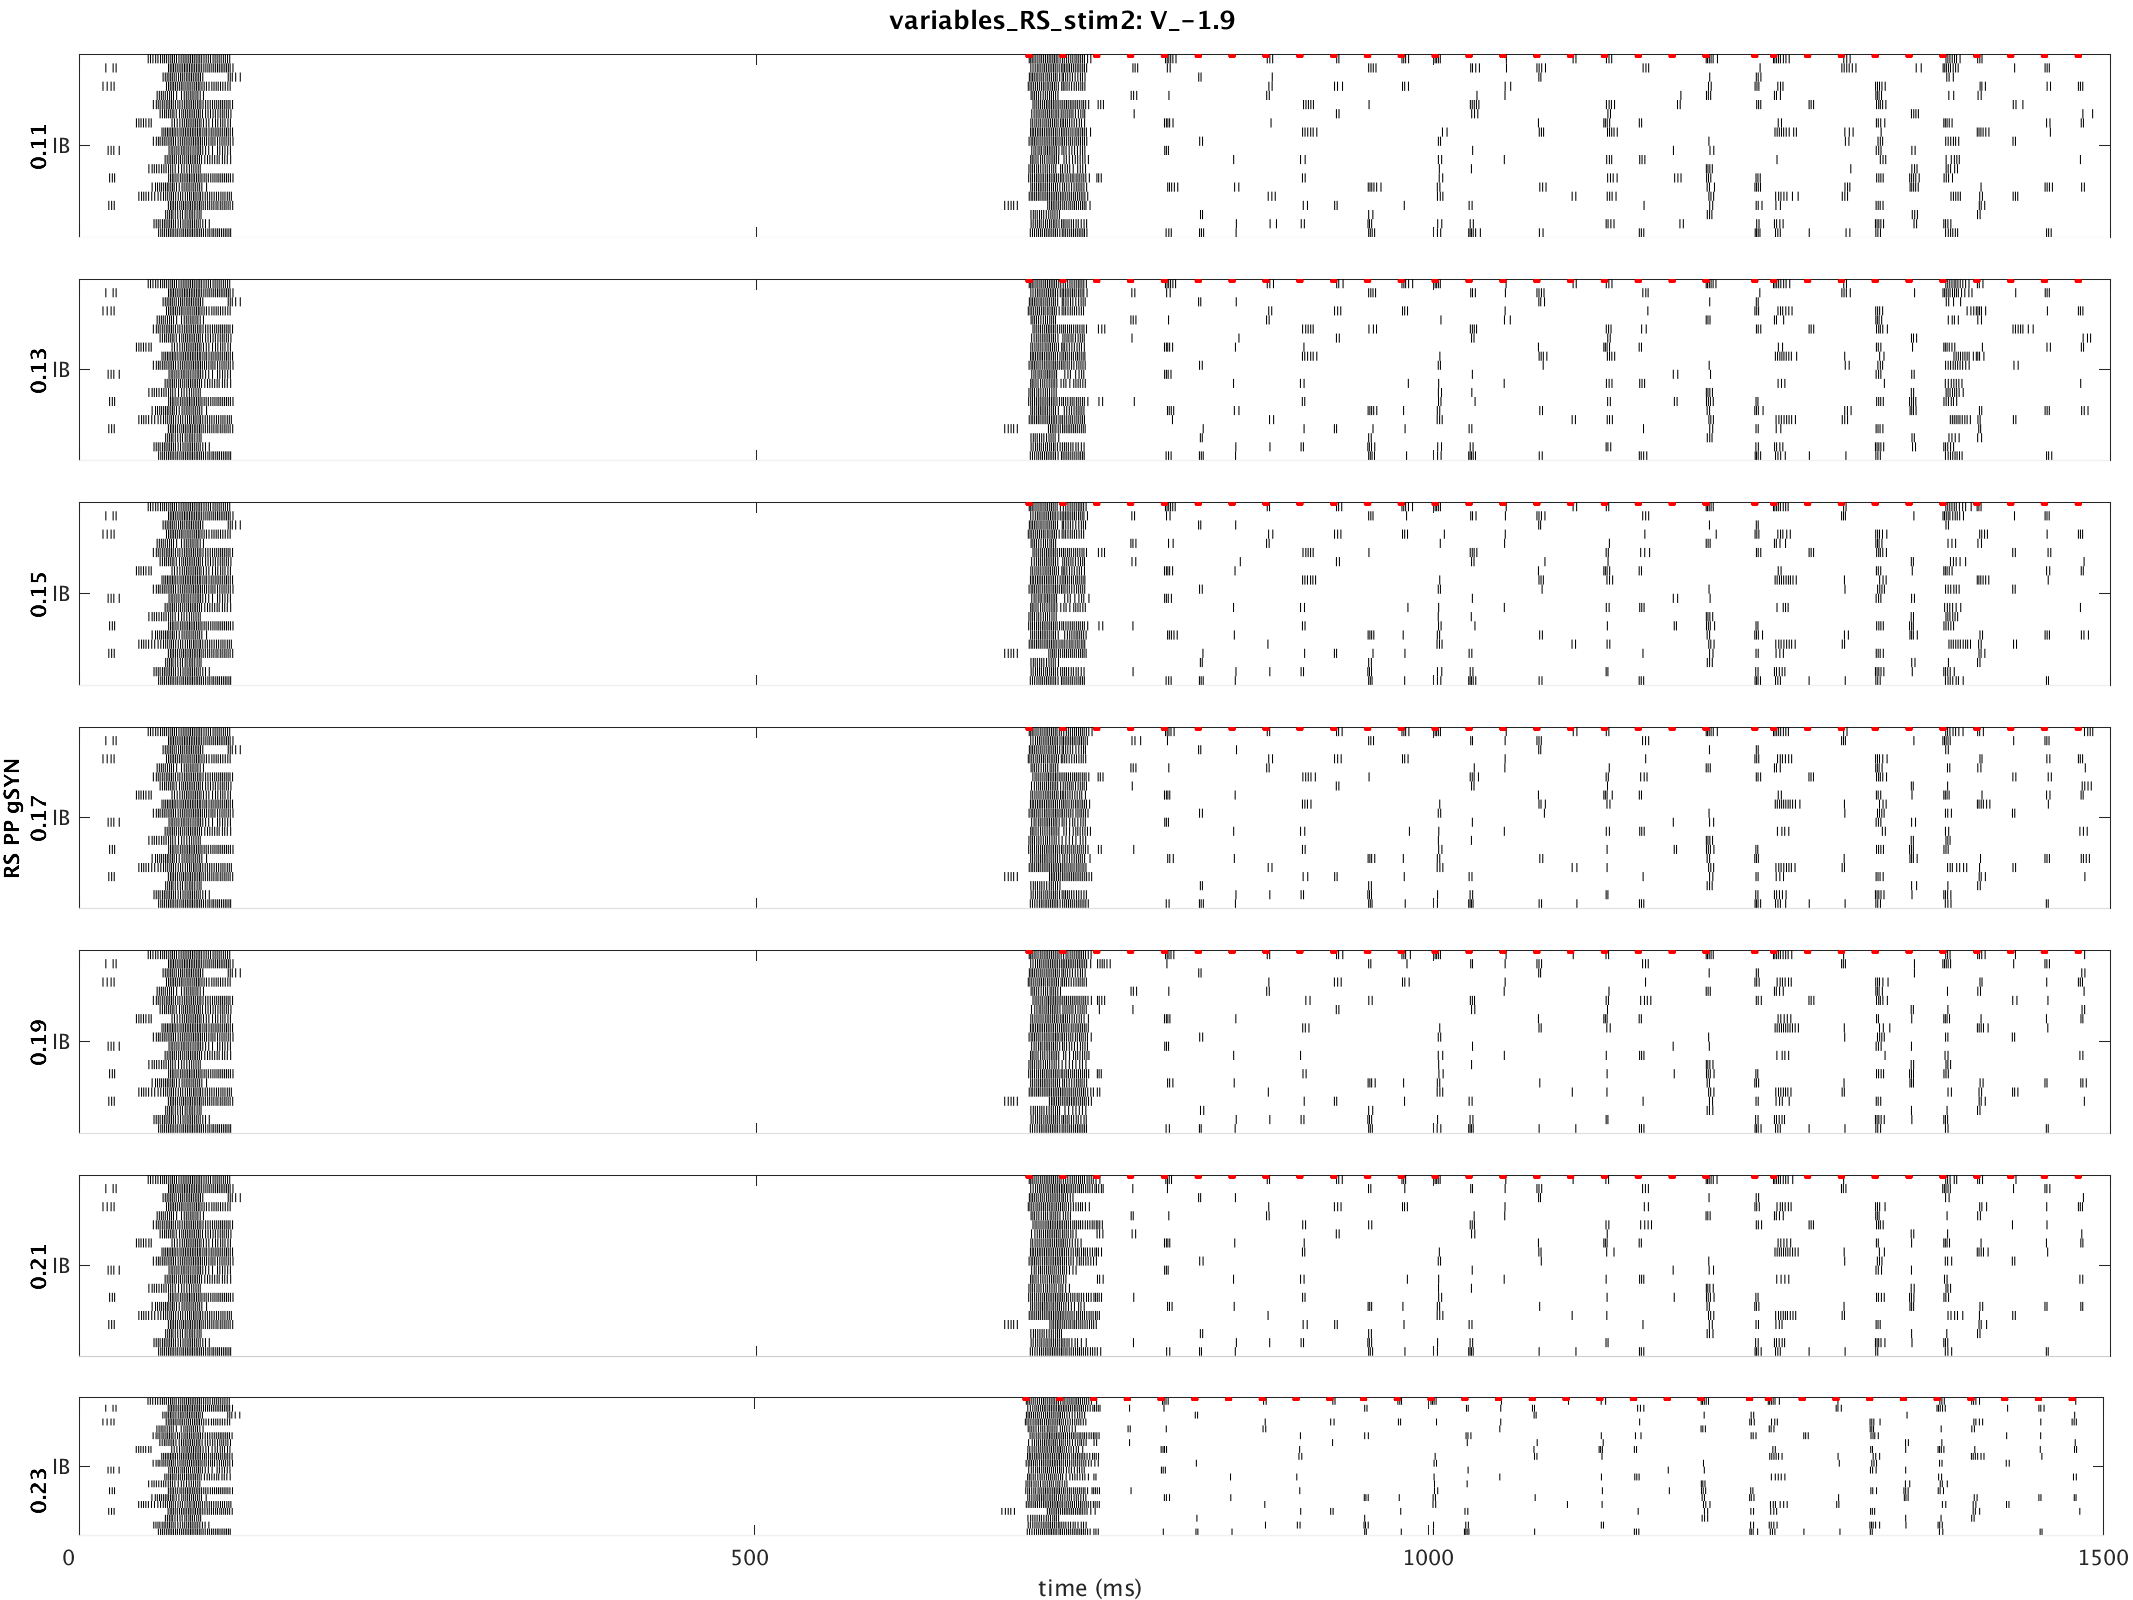 variables_RS_stim2: V_-1.9
0.11
IB
0.13
IB
0.15
IB
RS PP gSYN
0.17
IB
0.19
IB
0.21
IB
0.23
IB
0
500
1000
1500
time (ms)